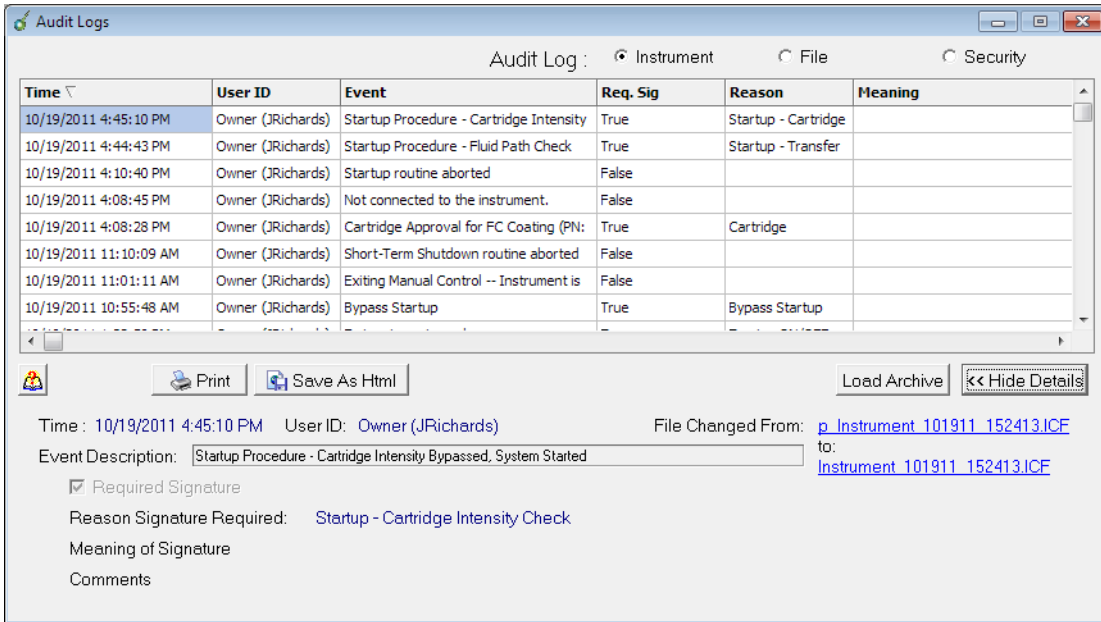 Audit Logs
Audit Log : Instrument File Security
Time User ID Event Req. Sig Reason Meaning
10/19/2011 4:45:10 PM Owner (JRichards) Startup Procedure - Cartridge Intensity True Startup - Cartridge
10/19/2011 4:44:43 PM Owner (JRichards) Startup Procedure - Fluid Path Check True Startup - Transfer
10/19/2011 4:10:40 PM Owner (JRichards) Startup routine aborted False
10/19/2011 4:08:45 PM Owner (JRichards) Not connected to the instrument. False
10/19/2011 4:08:28 PM Owner (JRichards) Cartridge Approval for FC Coating (PN: True Cartridge
10/19/2011 11:10:09 AM Owner (JRichards) Short-Term Shutdown routine aborted False
10/19/2011 11:01:11 AM Owner (JRichards) Exiting Manual Control -- Instrument is False
10/19/2011 10:55:48 AM Owner (JRichards) Bypass Startup True Bypass Startup
Print Save As Html Load Archive << Hide Details
Time : 10/19/2011 4:45:10 PM User ID: Owner (JRichards) File Changed From: p_Instrument_101911_152413.ICF
to:
Event Description: Startup Procedure - Cartridge Intensity Bypassed, System Started Instrument_101911_152413.ICF
Required Signature
Reason Signature Required: Startup - Cartridge Intensity Check
Meaning of Signature
Comments